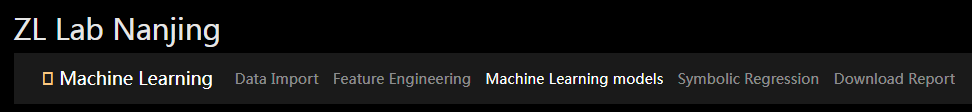 ZL Lab Nanjing
Machine Learning Data Import Feature Engineering Machine Learning models Symbolic Regression Download Report